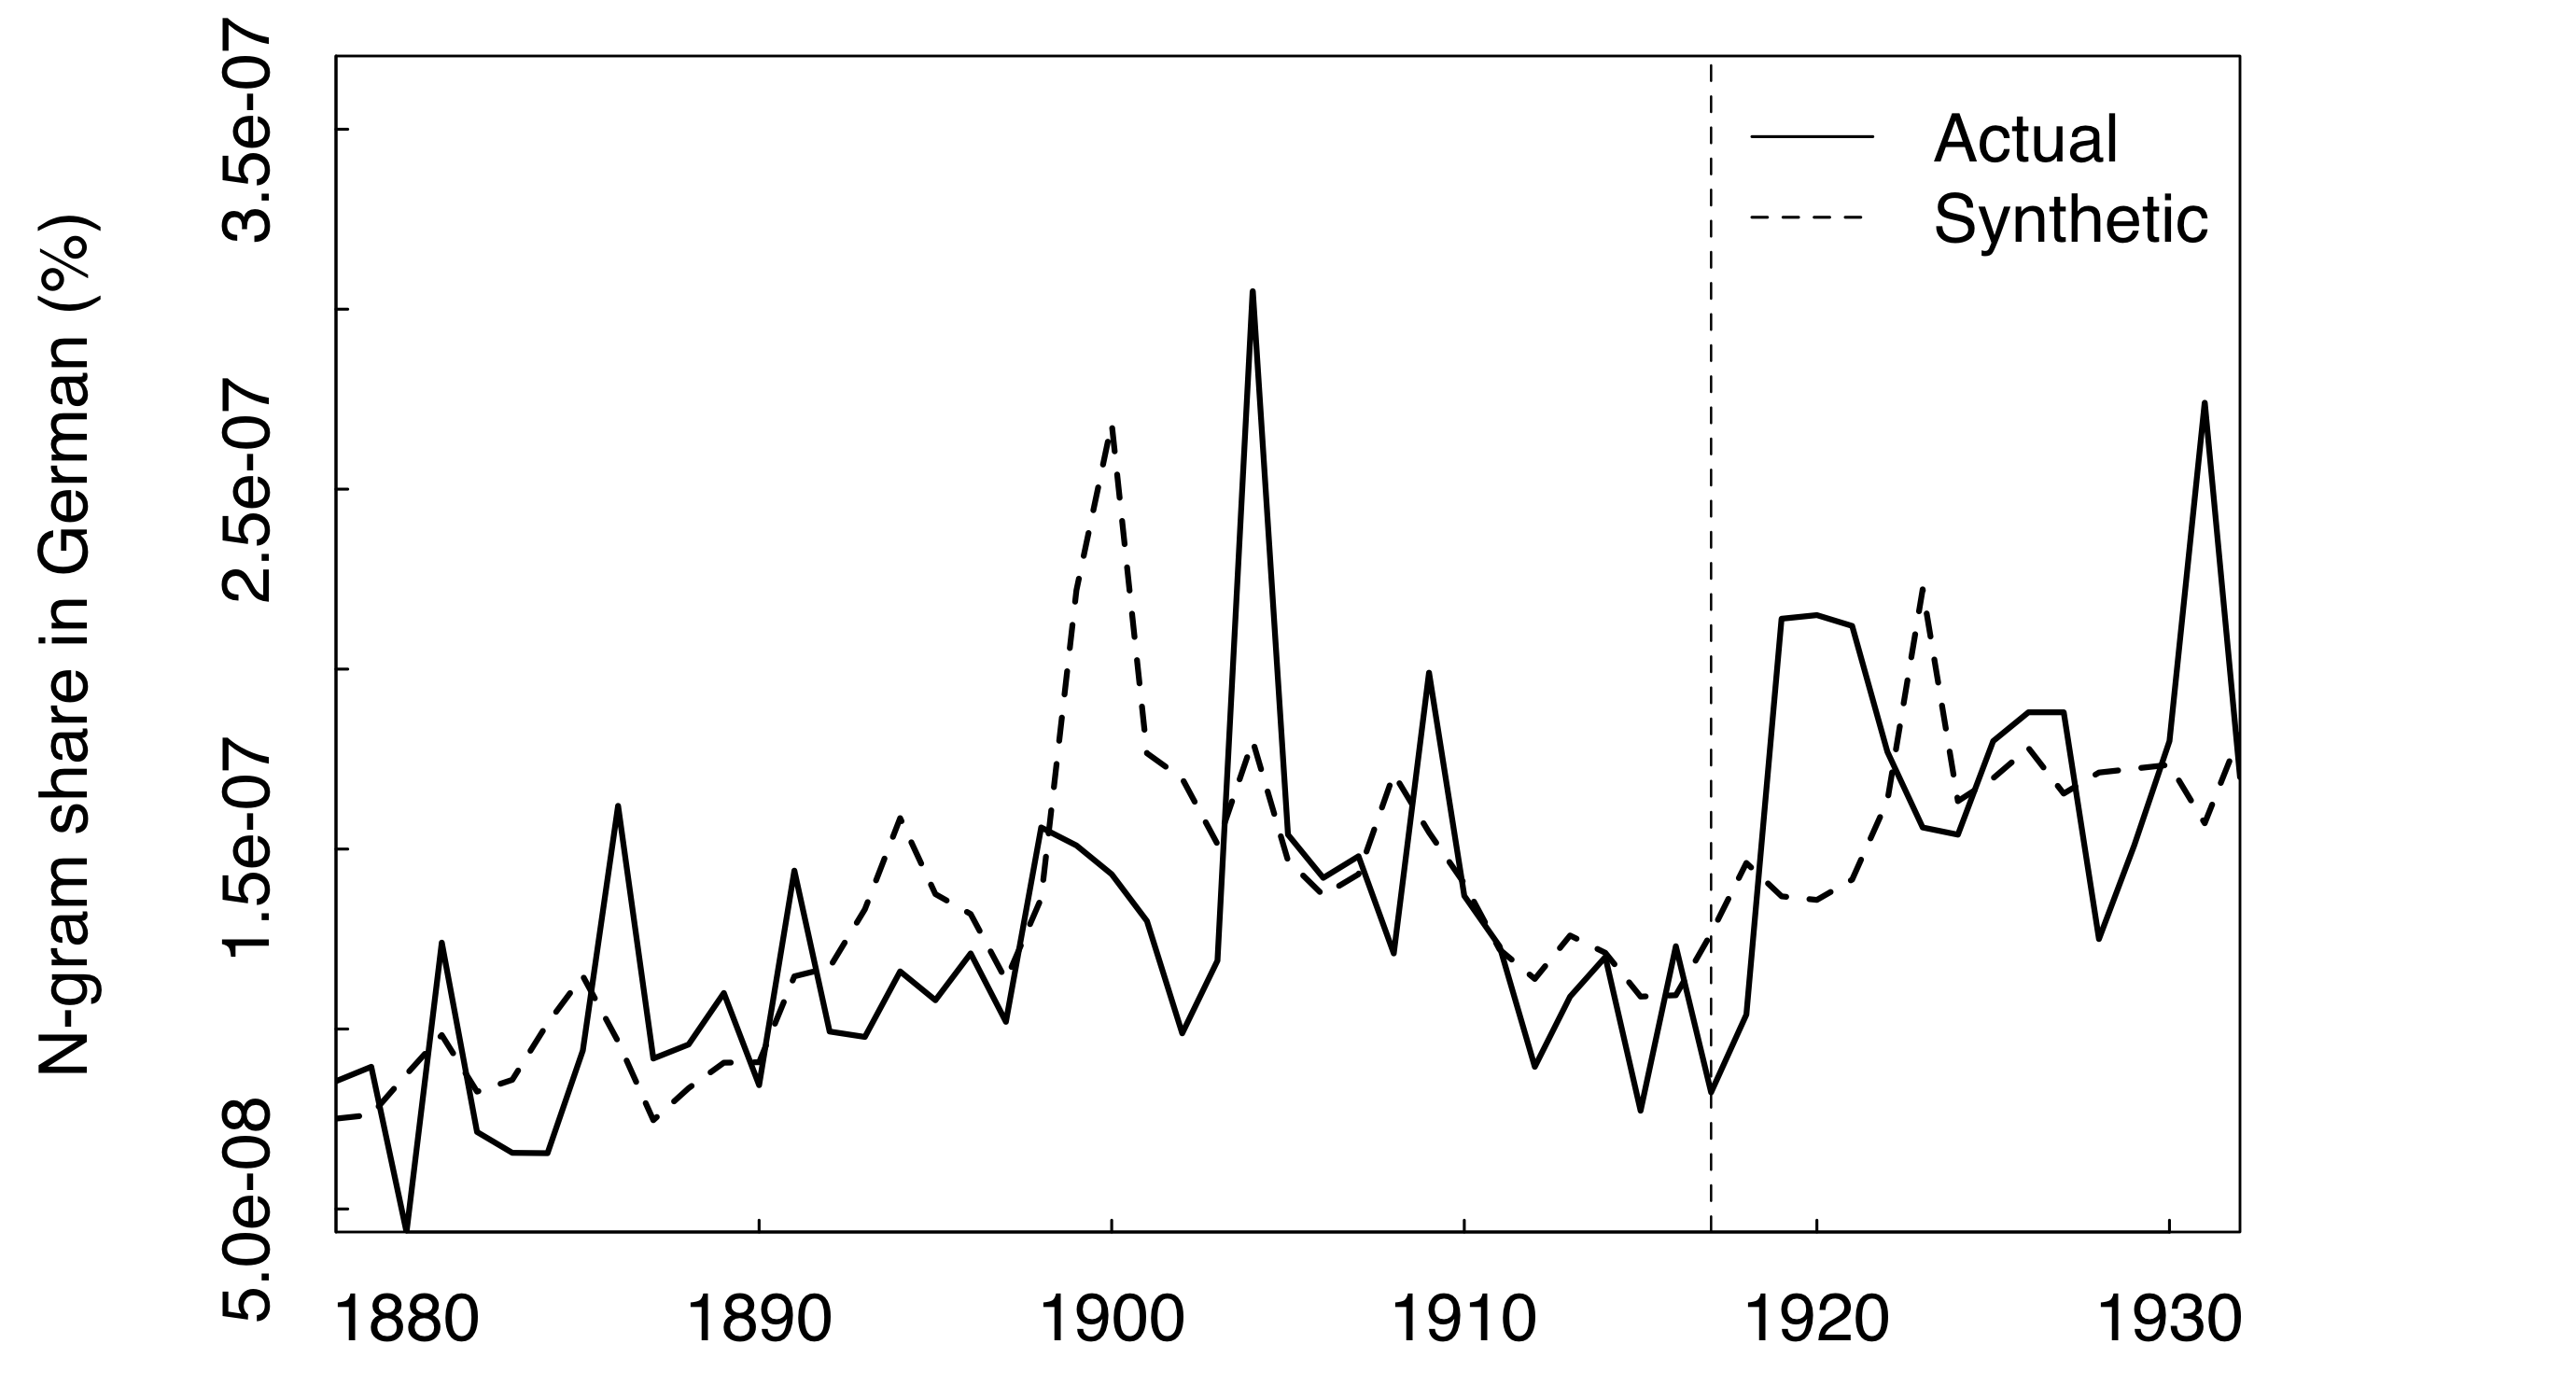 N-gram share in German (%)
3.5e-07
2.5e-07
1.5e-07
5.0e-08
Actual
Synthetic
1880 1890 1900 1910 1920 1930